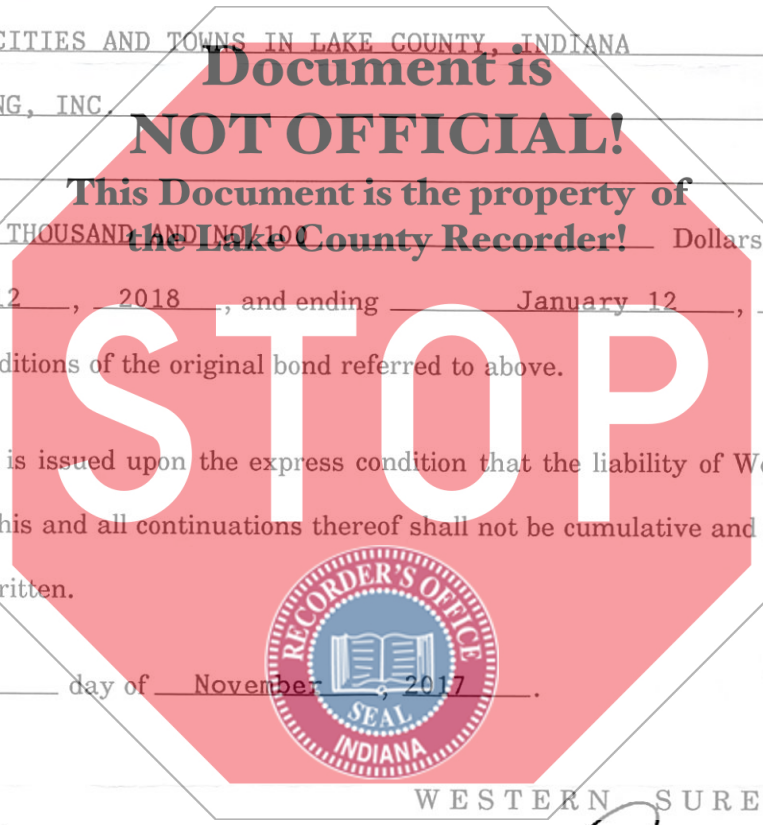 CITIES AND TOWNS IN LAKE COUNTY, INDIANA
Document is
NG, INC.
NOT OFFICIAL!
This Document is the property of
THOUSAND AND NO/100 Dollars
the Lake County Recorder!
2, 2018, and ending January 12,
ditions of the original bond referred to above.
STOP
is issued upon the express condition that the liability of We
his and all continuations thereof shall not be cumulative and
ritten.
RECORDER'S OFFICE
day of November, 2017.
SEAL
INDIANA
WESTERN SURE